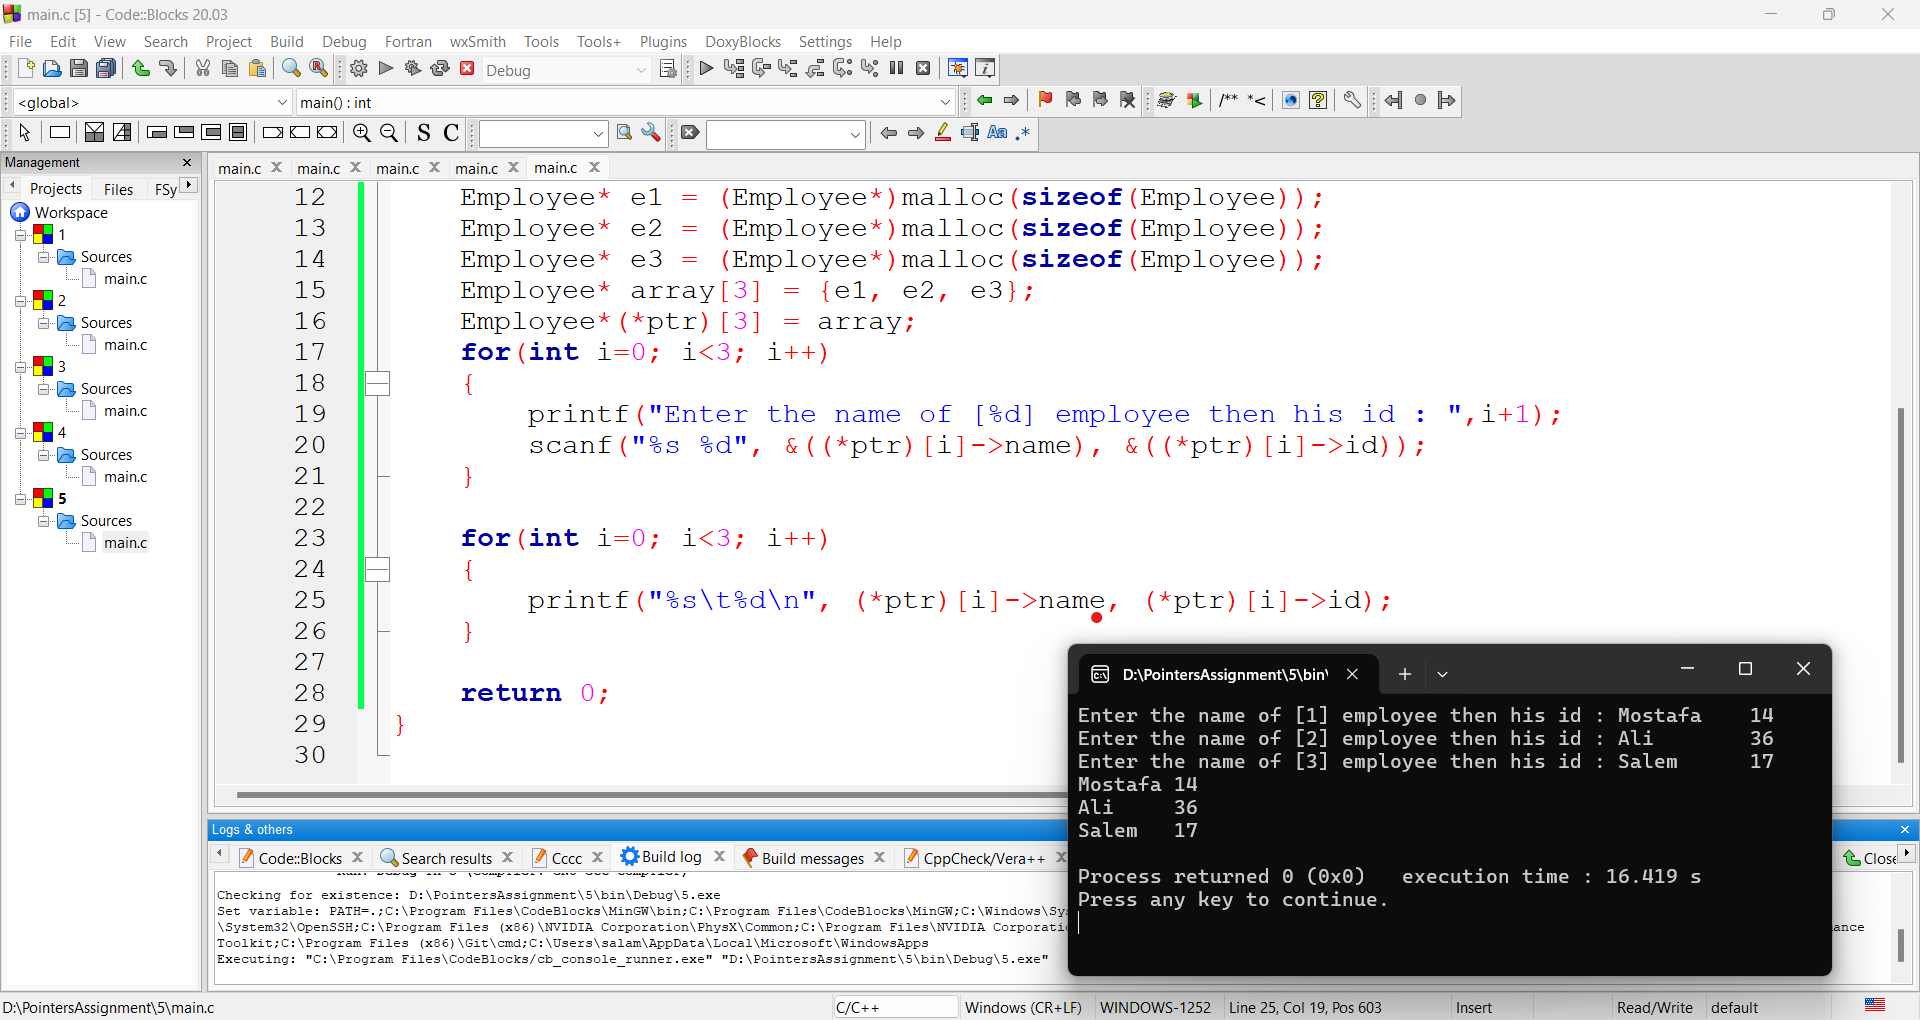 main.c [5] - Code::Blocks 20.03
File Edit View Search Project Build Debug Fortran wxSmith Tools Tools+ Plugins DoxyBlocks Settings Help
Debug
<global> main() : int
/** *<
S C Aa .*
Management
Projects Files FSy
Workspace
1
Sources
main.c
2
Sources
main.c
3
Sources
main.c
4
Sources
main.c
5
Sources
main.c
main.c main.c main.c main.c main.c
12 Employee* e1 = (Employee*)malloc(sizeof(Employee));
13 Employee* e2 = (Employee*)malloc(sizeof(Employee));
14 Employee* e3 = (Employee*)malloc(sizeof(Employee));
15 Employee* array[3] = {e1, e2, e3};
16 Employee*(*ptr)[3] = array;
17 for(int i=0; i<3; i++)
18 {
19 printf("Enter the name of [%d] employee then his id : ",i+1);
20 scanf("%s %d", &((*ptr)[i]->name), &((*ptr)[i]->id));
21 }
22
23 for(int i=0; i<3; i++)
24 {
25 printf("%s\t%d\n", (*ptr)[i]->name, (*ptr)[i]->id);
26 }
27
28 return 0;
29 }
30
D:\PointersAssignment\5\bin\
Enter the name of [1] employee then his id : Mostafa 14
Enter the name of [2] employee then his id : Ali 36
Enter the name of [3] employee then his id : Salem 17
Mostafa 14
Ali 36
Salem 17
Process returned 0 (0x0) execution time : 16.419 s
Press any key to continue.
Logs & others
Code::Blocks Search results Cccc Build log Build messages CppCheck/Vera++ Close
Checking for existence: D:\PointersAssignment\5\bin\Debug\5.exe
Set variable: PATH=.;C:\Program Files\CodeBlocks\MinGW\bin;C:\Program Files\CodeBlocks\MinGW;C:\Windows\Sy
\System32\OpenSSH;C:\Program Files (x86)\NVIDIA Corporation\PhysX\Common;C:\Program Files\NVIDIA Corporati ance
Toolkit;C:\Program Files (x86)\Git\cmd;C:\Users\salam\AppData\Local\Microsoft\WindowsApps
Executing: "C:\Program Files\CodeBlocks/cb_console_runner.exe" "D:\PointersAssignment\5\bin\Debug\5.exe"
D:\PointersAssignment\5\main.c C/C++ Windows (CR+LF) WINDOWS-1252 Line 25, Col 19, Pos 603 Insert Read/Write default